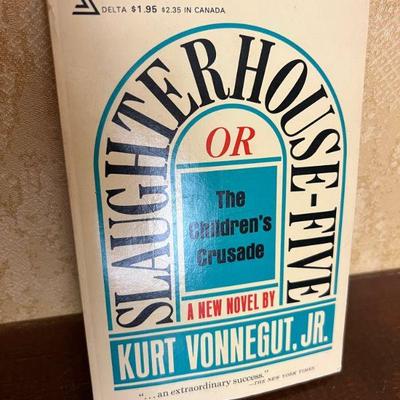 DELTA $1.95 $2.35 IN CANADA
SLAUGHTERHOUSE-FIVE
OR
The
Children's
Crusade
A NEW NOVEL BY
KURT VONNEGUT, JR.
“...an extraordinary success.” —THE NEW YORK TIMES